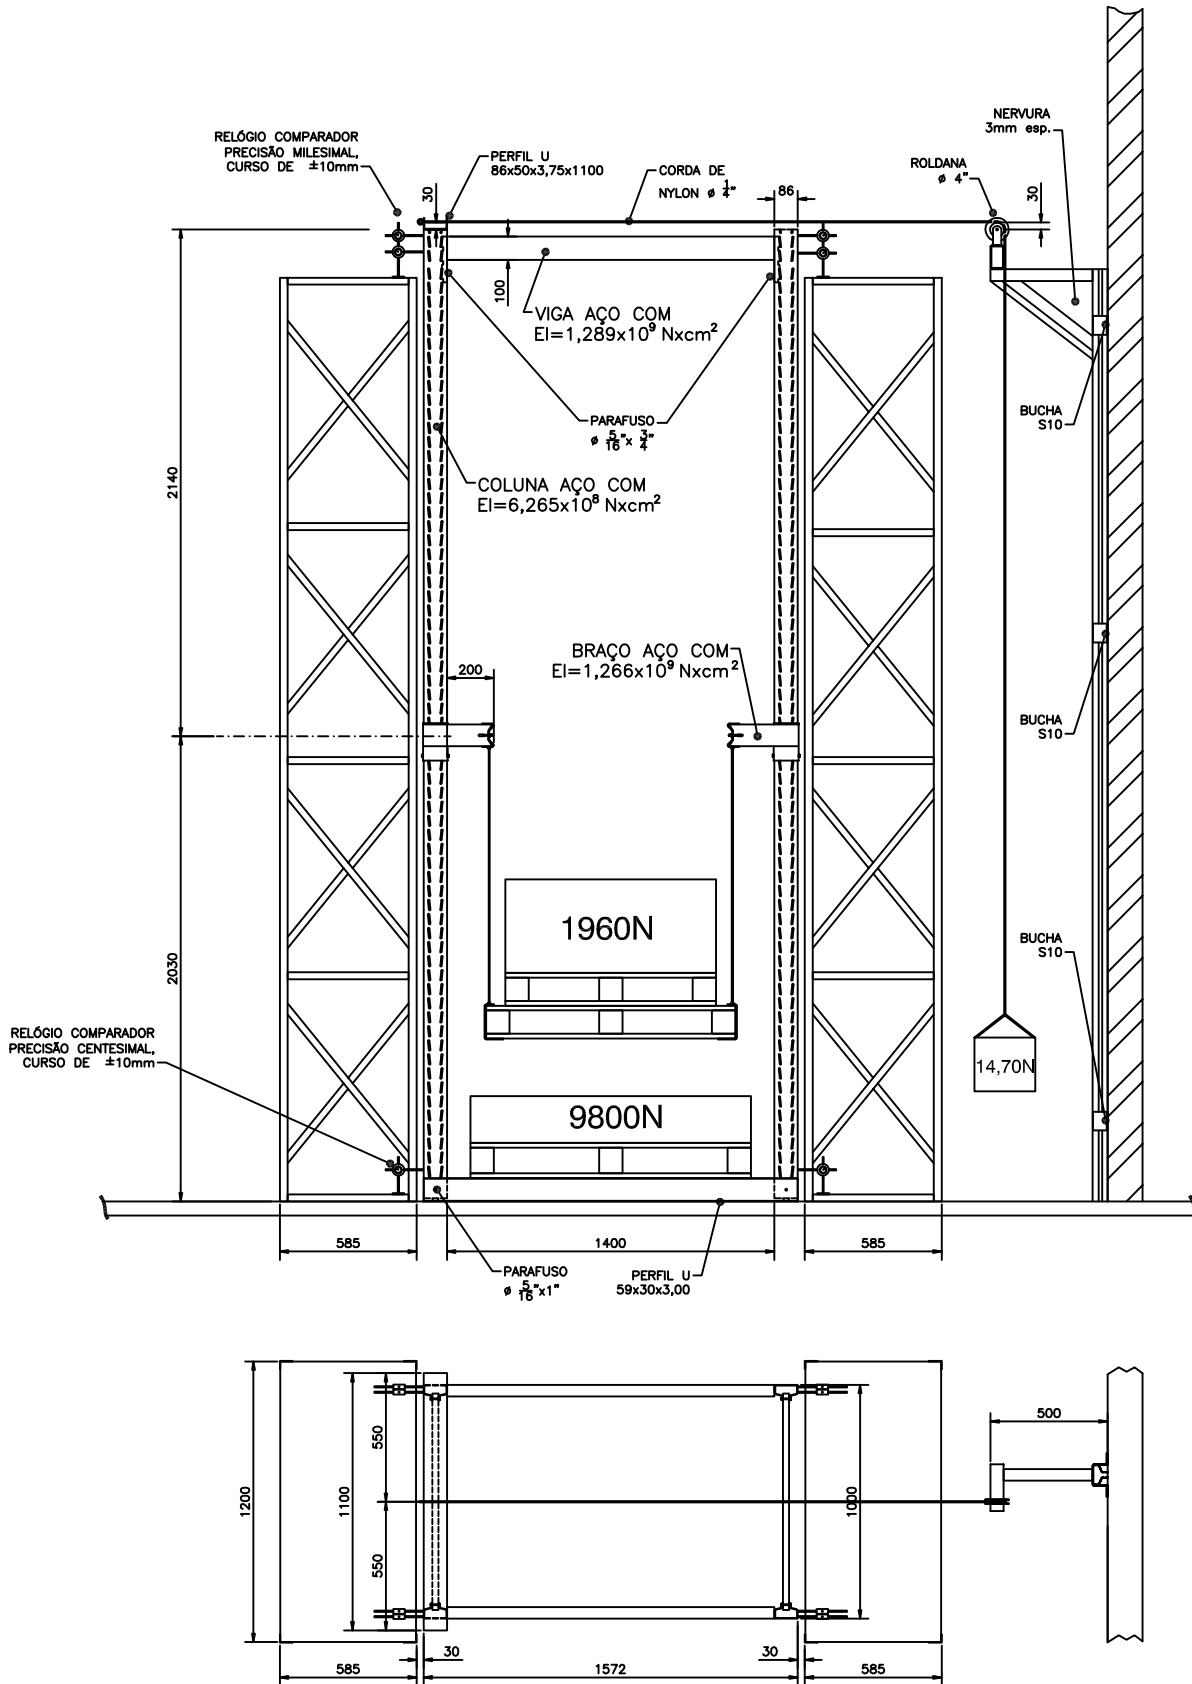 RELÓGIO COMPARADOR
PRECISÃO MILESIMAL,
CURSO DE ±10mm
30
PERFIL U
86x50x3,75x1100
CORDA DE
NYLON ø 1/4"
86
ROLDANA
ø 4"
NERVURA
3mm esp.
30
100
VIGA AÇO COM
EI=1,289x10⁹ Nxcm²
PARAFUSO
ø 5/16"x 3/4"
BUCHA
S10
2140
COLUNA AÇO COM
EI=6,265x10⁸ Nxcm²
200
BRAÇO AÇO COM
EI=1,266x10⁹ Nxcm²
BUCHA
S10
1960N
2030
BUCHA
S10
RELÓGIO COMPARADOR
PRECISÃO CENTESIMAL,
CURSO DE ±10mm
14,70N
9800N
585
1400
585
PARAFUSO
ø 5/16"x1"
PERFIL U
59x30x3,00
1200
1100
550
550
1000
500
30
30
585
1572
585